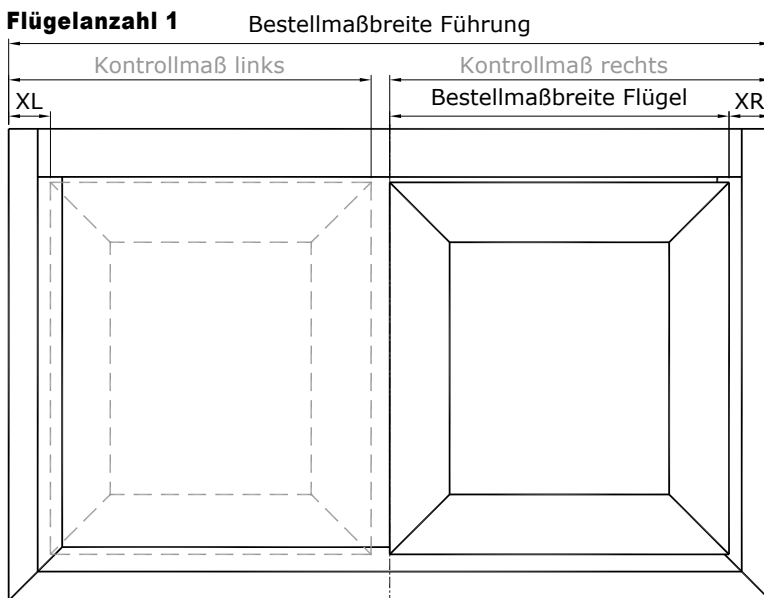 Flügelanzahl 1
Bestellmaßbreite Führung
Kontrollmaß links
Kontrollmaß rechts
XL
Bestellmaßbreite Flügel
XR